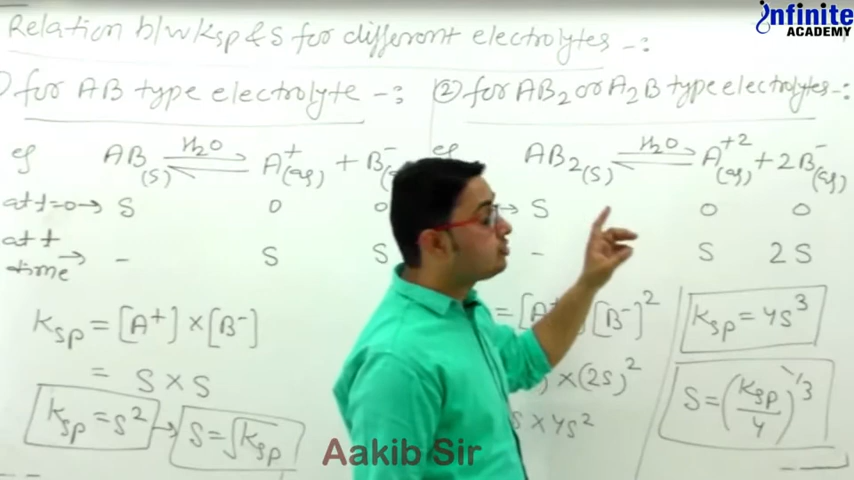 Infinite
ACADEMY
Relation b/w Ksp & S for different electrolytes -:
for AB type electrolyte -:
eg AB(s) ⇌ H2O A+(aq) + B-
at t=0 → S 0 0
at t time → - S S
Ksp = [A+] × [B-]
= S × S
Ksp = S² → S = √Ksp
② for AB2 or A2B type electrolytes -:
eg AB2(s) ⇌ H2O A+2(aq) + 2B-(aq)
→ S 0 0
- S 2S
= [A+] [B-]²
) × (2S)²
S × 4S²
Ksp = 4S³
S = (Ksp/4)^1/3
Aakib Sir